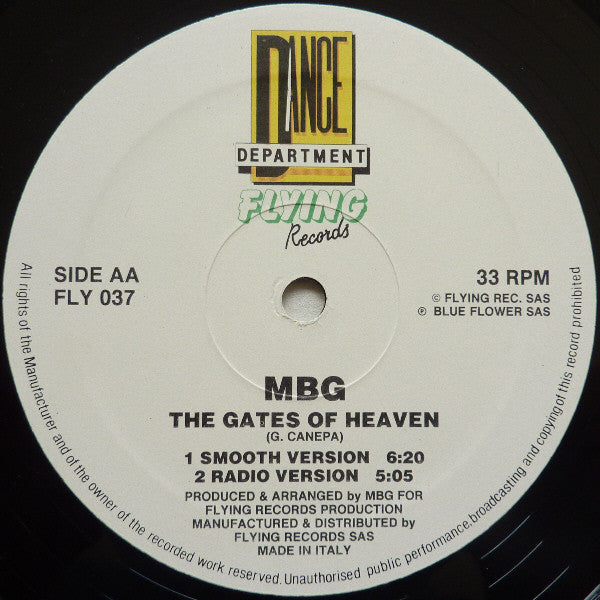 DANCE
DEPARTMENT
FLYING
Records
SIDE AA
FLY 037
33 RPM
© FLYING REC. SAS
℗ BLUE FLOWER SAS
MBG
THE GATES OF HEAVEN
(G. CANEPA)
1 SMOOTH VERSION 6:20
2 RADIO VERSION 5:05
PRODUCED & ARRANGED by MBG FOR
FLYING RECORDS PRODUCTION
MANUFACTURED & DISTRIBUTED by
FLYING RECORDS SAS
MADE IN ITALY
All rights of the Manufacturer and of the owner of the recorded work reserved. Unauthorised public performance, broadcasting and copying of this record prohibited